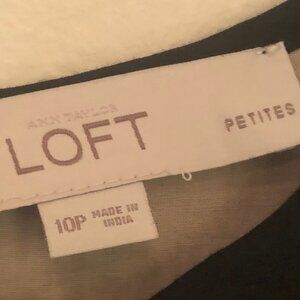 ANN TAYLOR
LOFT
PETITES
10P MADE IN
INDIA